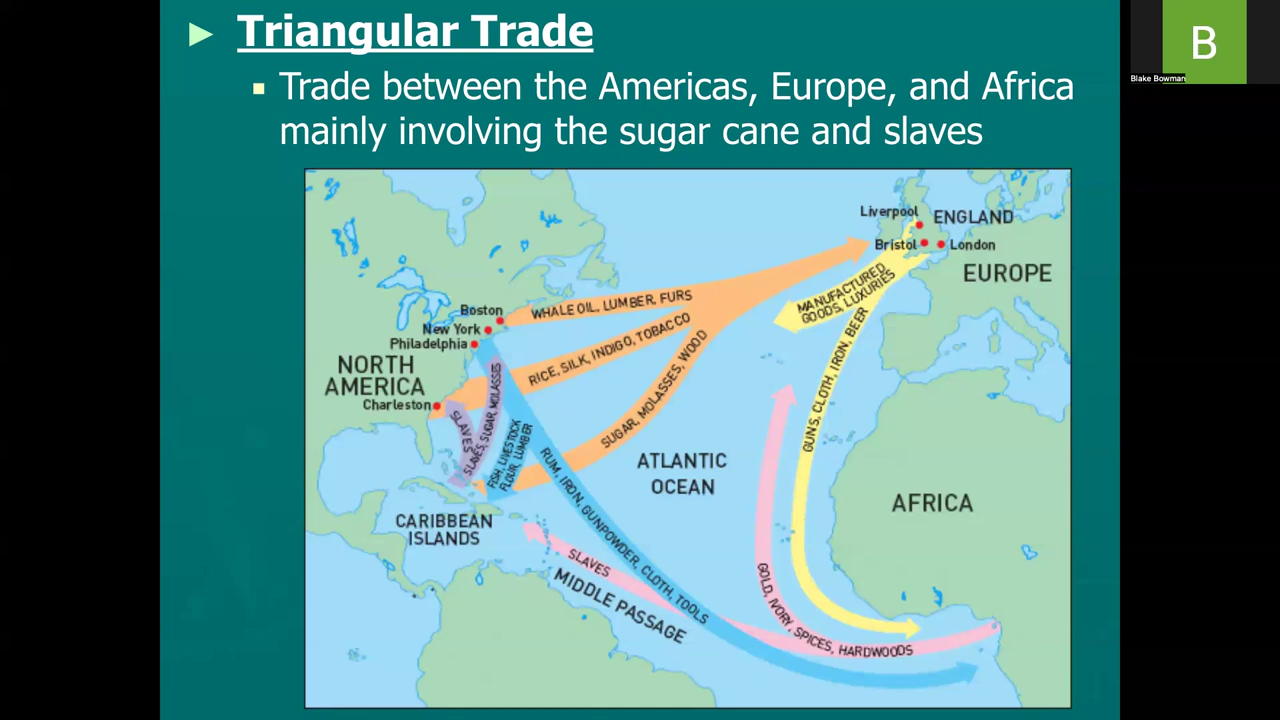 ► Triangular Trade
▪ Trade between the Americas, Europe, and Africa
mainly involving the sugar cane and slaves
B
Blake Bowman
Liverpool
ENGLAND
Bristol
London
EUROPE
MANUFACTURED
GOODS, LUXURIES
WHALE OIL, LUMBER, FURS
Boston
New York
Philadelphia
RICE, SILK, INDIGO, TOBACCO
GUNS, CLOTH, IRON, BEER
NORTH
AMERICA
Charleston
SLAVES
SLAVES, SUGAR, MOLASSES
FISH, LIVESTOCK
FLOUR, LUMBER
SUGAR, MOLASSES, WOOD
ATLANTIC
OCEAN
AFRICA
CARIBBEAN
ISLANDS
RUM, IRON, GUNPOWDER, CLOTH, TOOLS
SLAVES
MIDDLE PASSAGE
GOLD, IVORY, SPICES, HARDWOODS